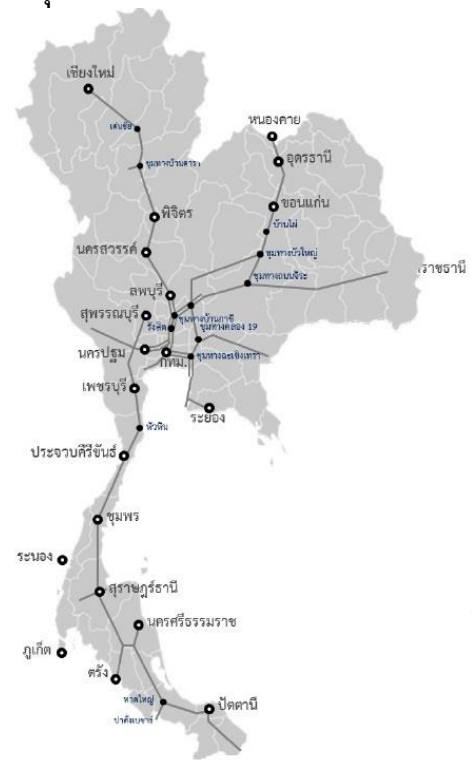 เชียงใหม่
หนองคาย
เด่นชัย
อุดรธานี
ชุมทางบ้านดารา
ขอนแก่น
พิจิตร
บ้านไผ่
นครสวรรค์
ชุมทางบัวใหญ่
ราชธานี
ชุมทางถนนจิระ
ลพบุรี
สุพรรณบุรี
ชุมทางบ้านภาชี
รังสิต
ชุมทางคลอง 19
นครปฐม
กทม.
ชุมทางฉะเชิงเทรา
เพชรบุรี
ระยอง
หัวหิน
ประจวบคีรีขันธ์
ชุมพร
ระนอง
สุราษฎร์ธานี
นครศรีธรรมราช
ภูเก็ต
ตรัง
หาดใหญ่
ปัตตานี
ปาดังเบซาร์